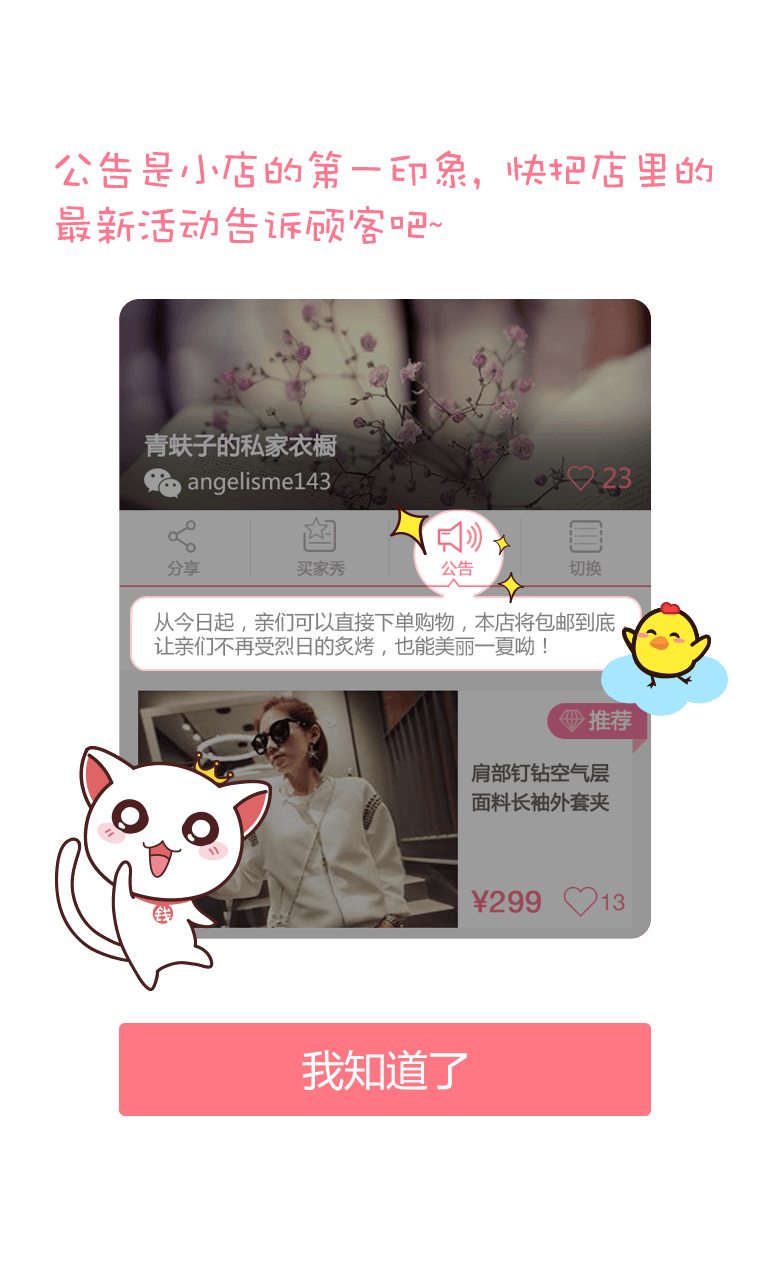 公告是小店的第一印象，快把店里的
最新活动告诉顾客吧~
青蚨子的私家衣橱
angelisme143
23
分享
买家秀
公告
切换
从今日起，亲们可以直接下单购物，本店将包邮到底
让亲们不再受烈日的炙烤，也能美丽一夏呦！
推荐
肩部钉钻空气层
面料长袖外套夹
¥299
13
钱
我知道了